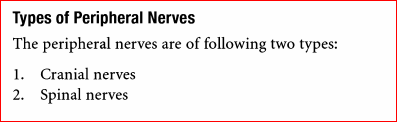 Types of Peripheral Nerves
The peripheral nerves are of following two types:
1. Cranial nerves
2. Spinal nerves